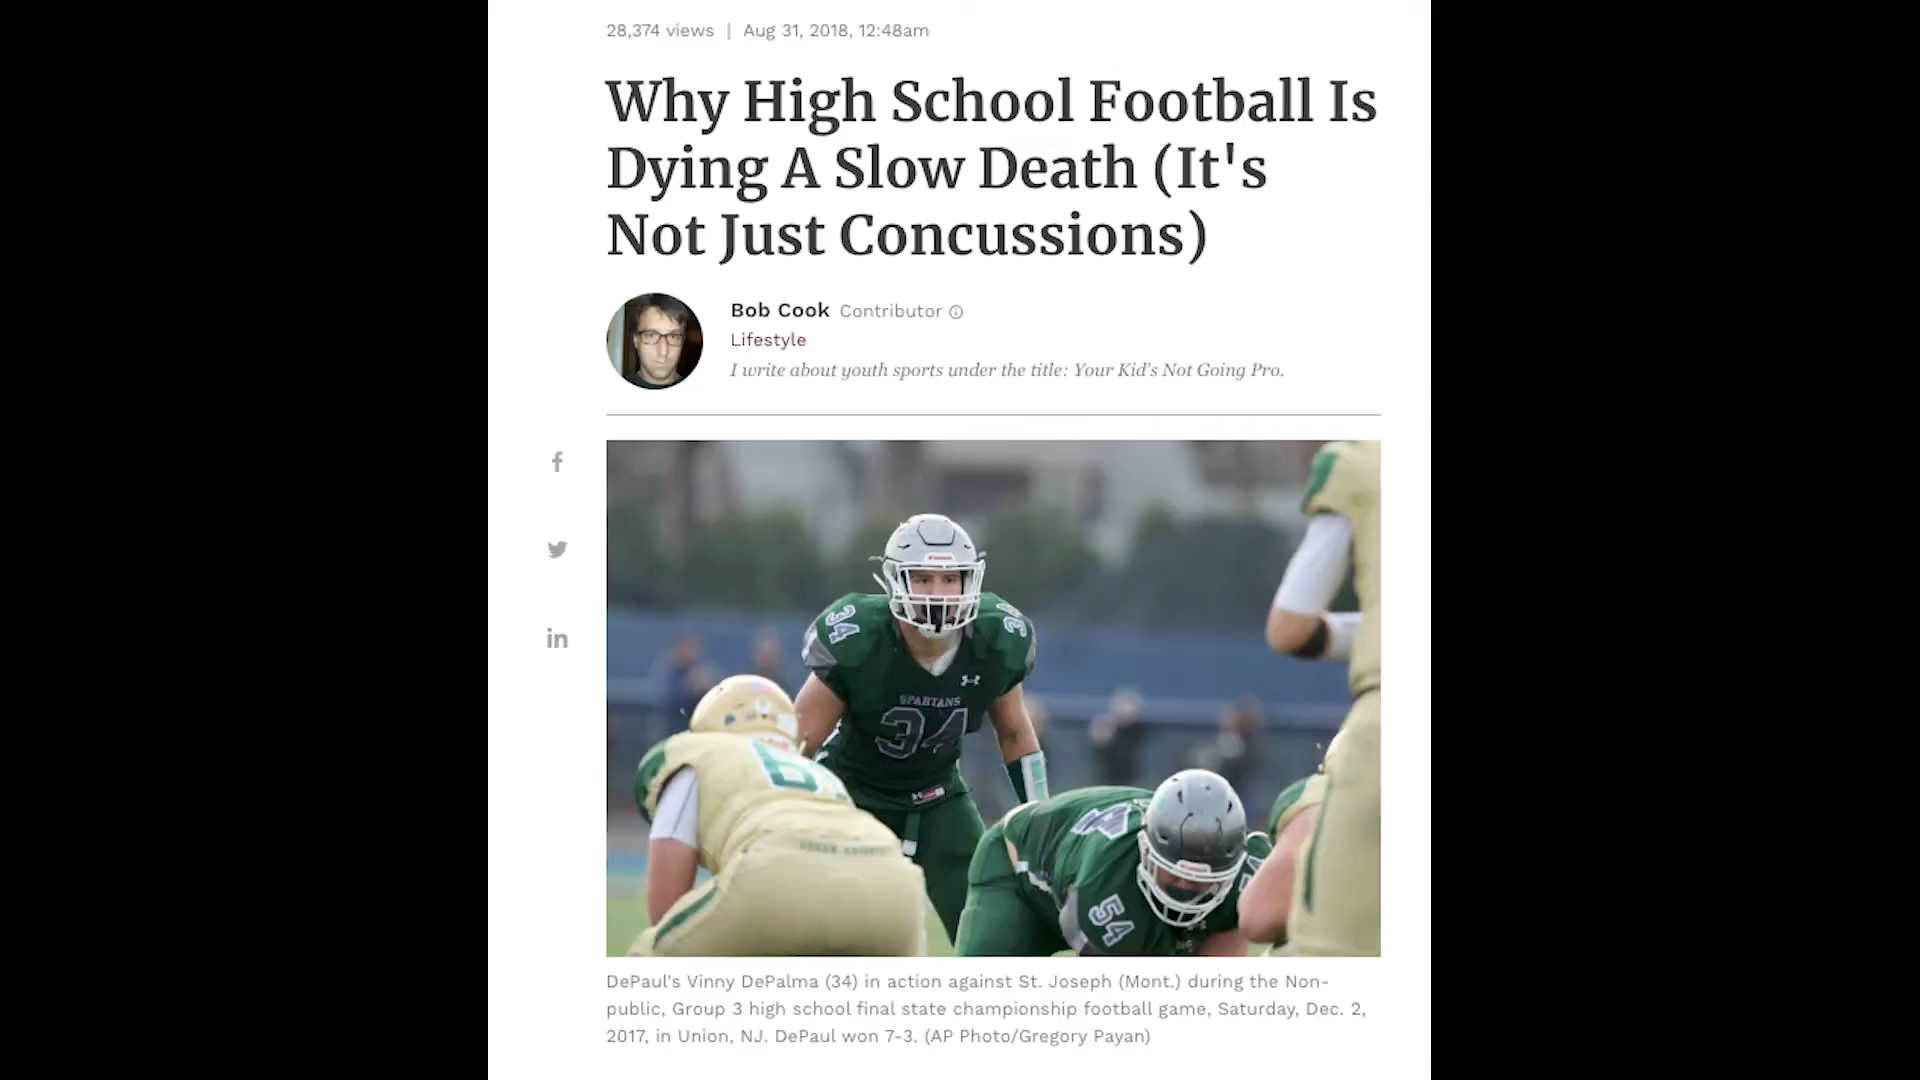 28,374 views | Aug 31, 2018, 12:48am
Why High School Football Is
Dying A Slow Death (It's
Not Just Concussions)
Bob Cook Contributor
Lifestyle
I write about youth sports under the title: Your Kid's Not Going Pro.
f
in
34
SPARTANS
34
54
DePaul's Vinny DePalma (34) in action against St. Joseph (Mont.) during the Non-
public, Group 3 high school final state championship football game, Saturday, Dec. 2,
2017, in Union, NJ. DePaul won 7-3. (AP Photo/Gregory Payan)